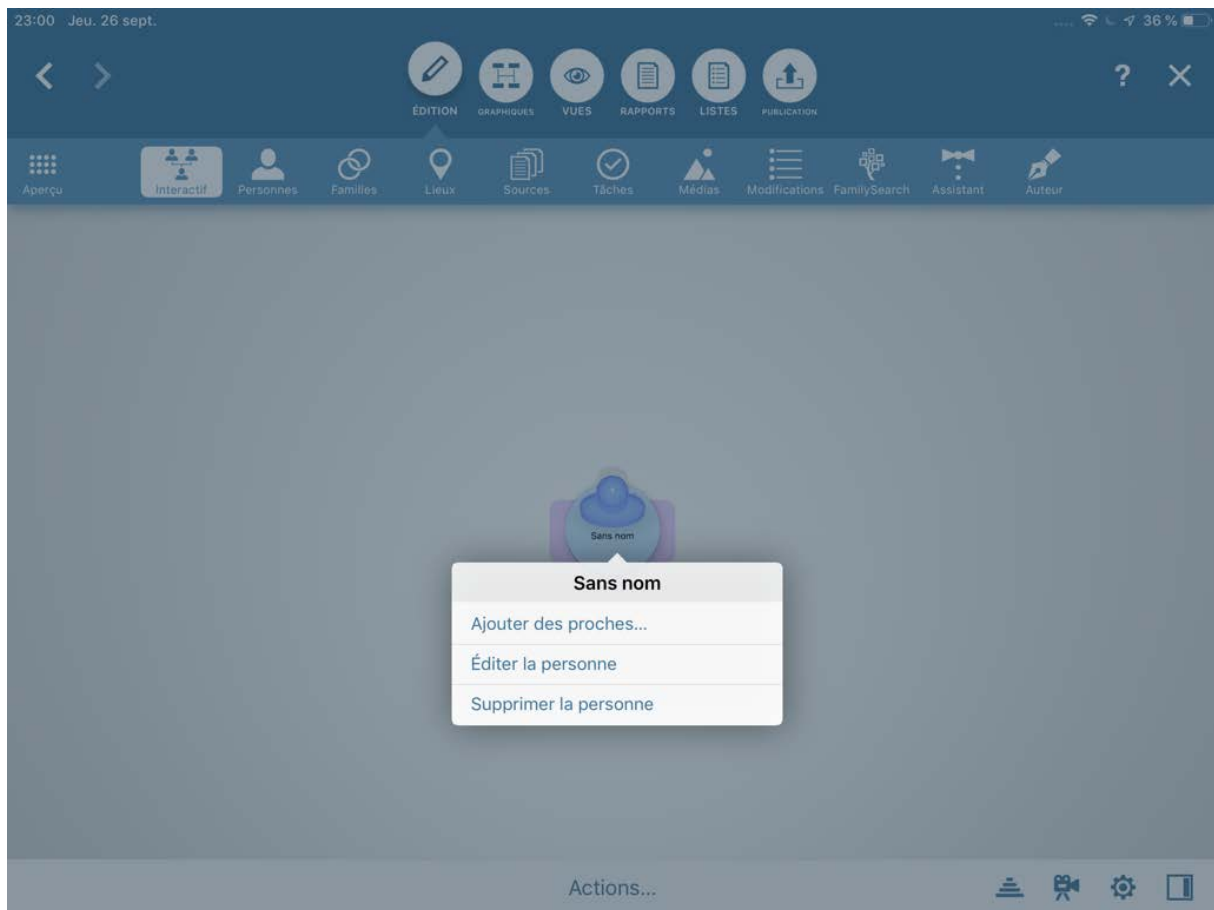 23:00 Jeu. 26 sept.
36 %
?
ÉDITION
GRAPHIQUES
VUES
RAPPORTS
LISTES
PUBLICATION
Aperçu
Interactif
Personnes
Familles
Lieux
Sources
Tâches
Médias
Modifications
FamilySearch
Assistant
Auteur
Sans nom
Sans nom
Ajouter des proches...
Éditer la personne
Supprimer la personne
Actions...